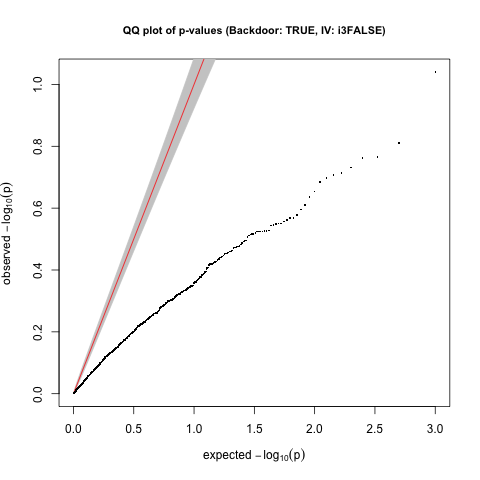 QQ plot of p-values (Backdoor: TRUE, IV: i3FALSE)
observed −log₁₀(p)
1.0
0.8
0.6
0.4
0.2
0.0
0.0 0.5 1.0 1.5 2.0 2.5 3.0
expected −log₁₀(p)